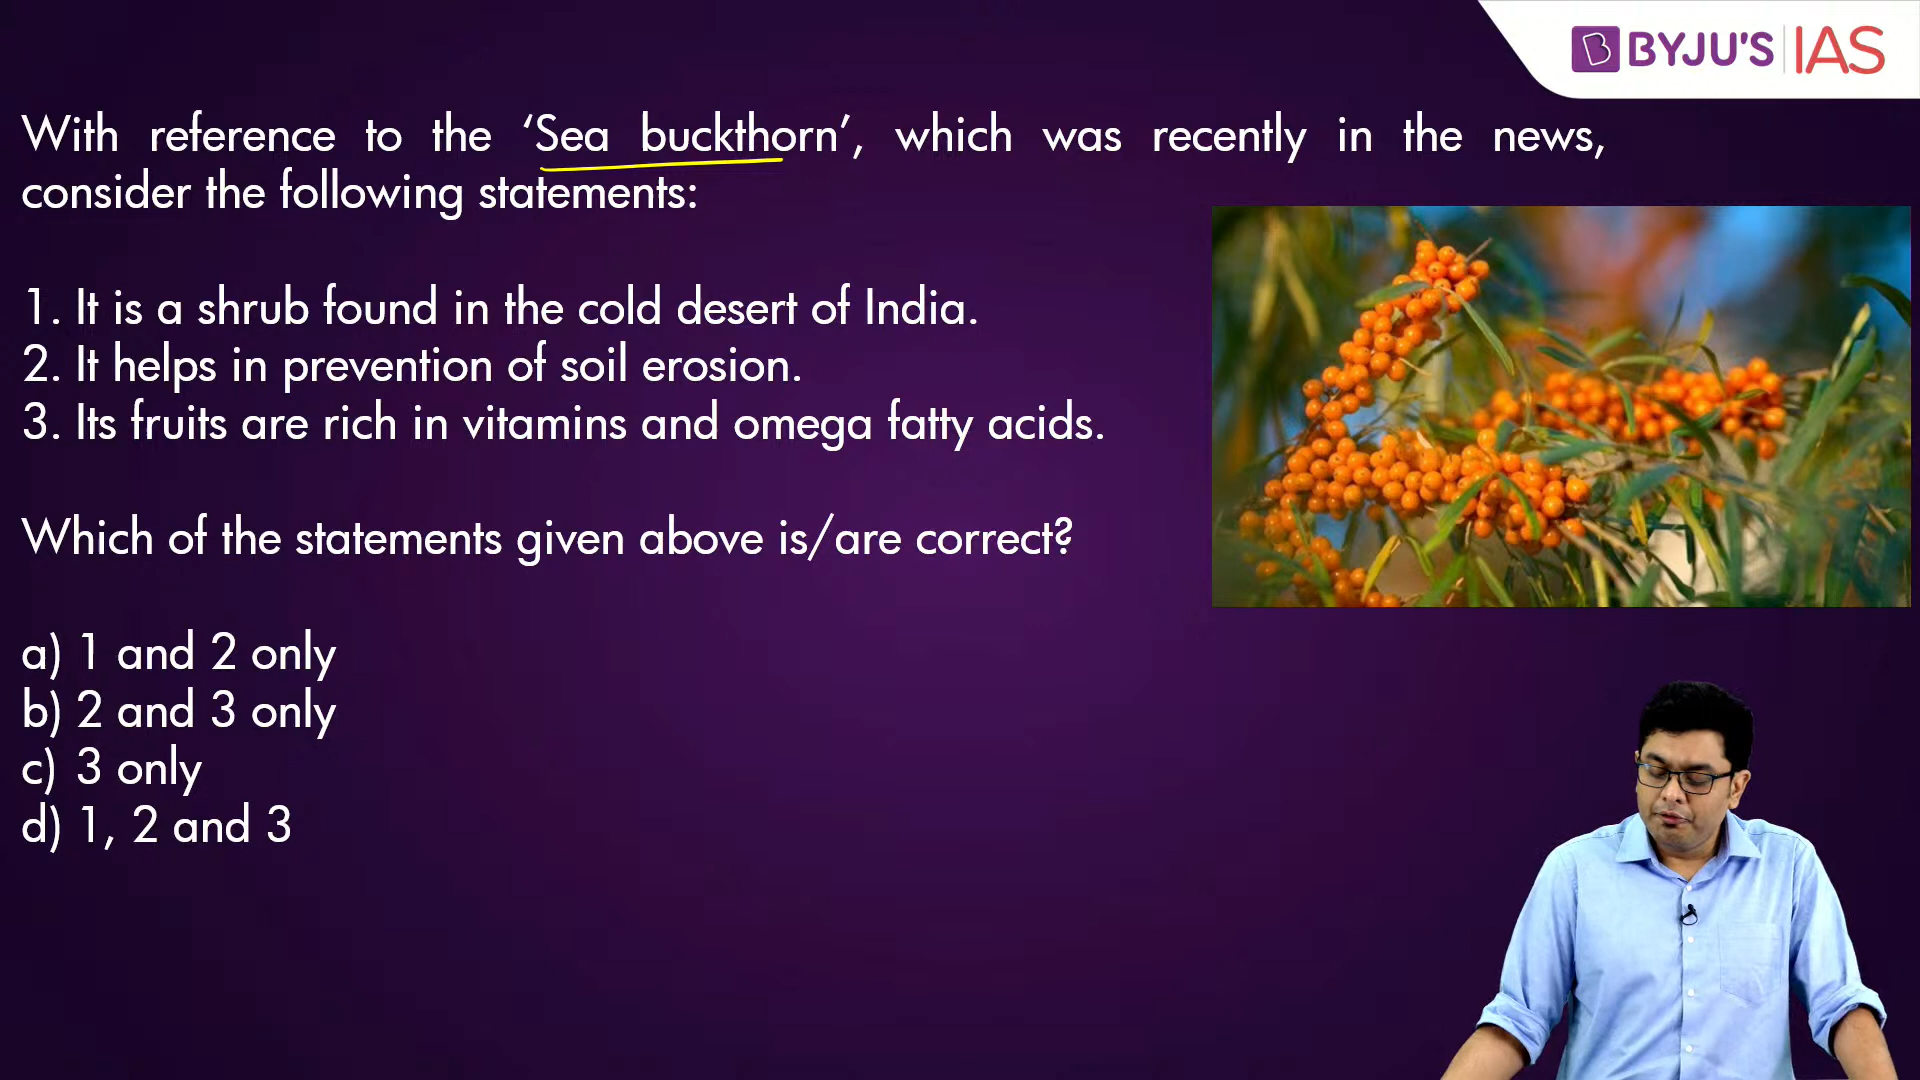 BYJU'S IAS
With reference to the ‘Sea buckthorn’, which was recently in the news,
consider the following statements:
1. It is a shrub found in the cold desert of India.
2. It helps in prevention of soil erosion.
3. Its fruits are rich in vitamins and omega fatty acids.
Which of the statements given above is/are correct?
a) 1 and 2 only
b) 2 and 3 only
c) 3 only
d) 1, 2 and 3